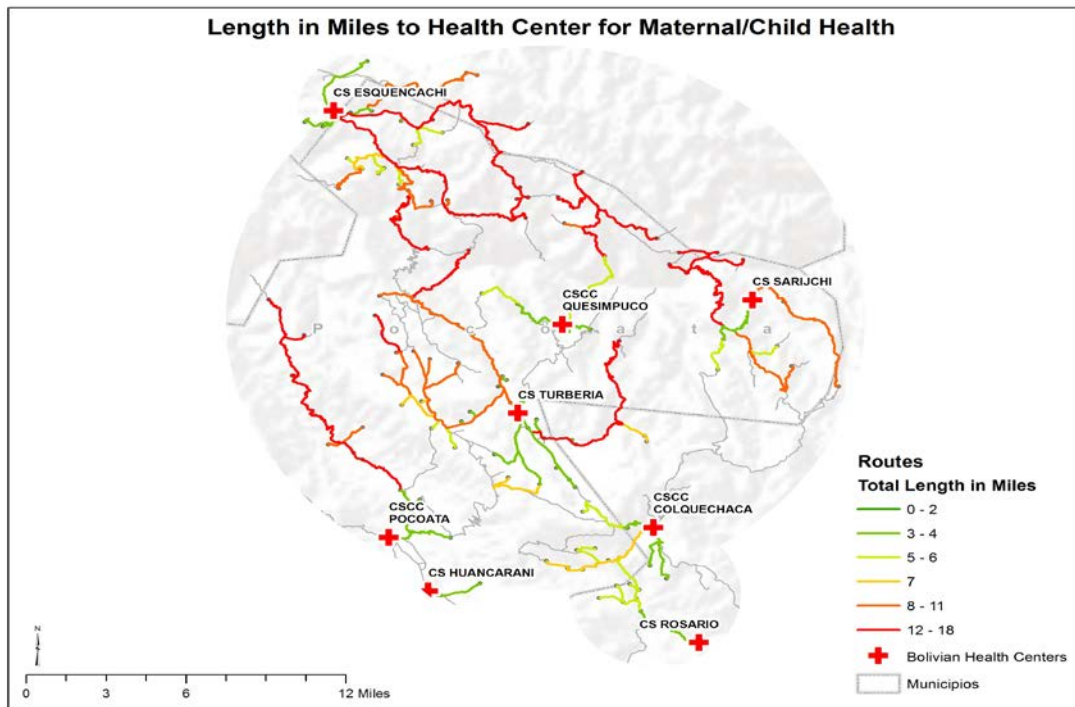 Length in Miles to Health Center for Maternal/Child Health
CS ESQUENCACHI
CS SARIJCHI
CSCC
QUESIMPUCO
P o c o a t a
CS TURBERIA
CSCC
POCOATA
CSCC
COLQUECHACA
CS HUANCARANI
CS ROSARIO
Routes
Total Length in Miles
0 - 2
3 - 4
5 - 6
7
8 - 11
12 - 18
Bolivian Health Centers
Municipios
N
0 3 6 12 Miles